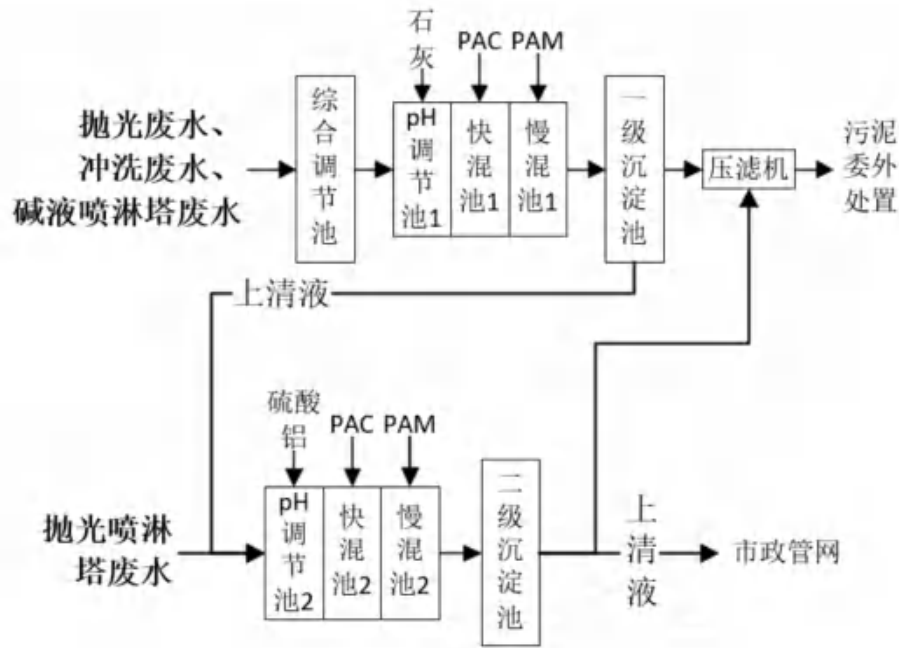 石灰
PAC
PAM
抛光废水、
冲洗废水、
碱液喷淋塔废水
综合调节池
pH调节池1
快混池1
慢混池1
一级沉淀池
压滤机
污泥
委外
处置
上清液
硫酸
铝
PAC
PAM
抛光喷淋
塔废水
pH调节池2
快混池2
慢混池2
二级沉淀池
上清液
市政管网